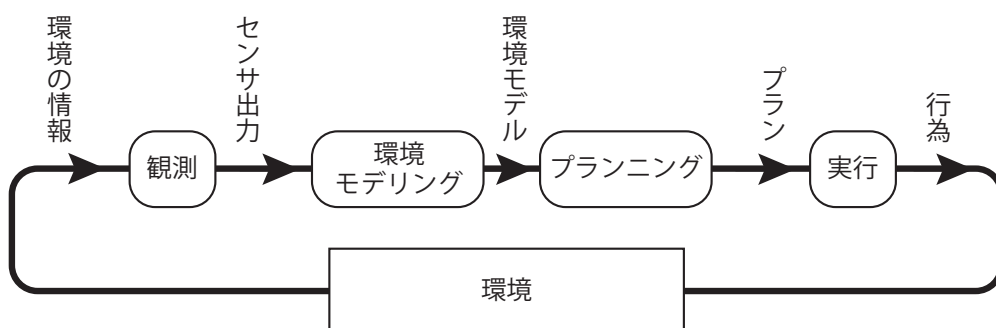 環境の情報
センサ出力
環境モデル
プラン
行為
観測
環境
モデリング
プランニング
実行
環境